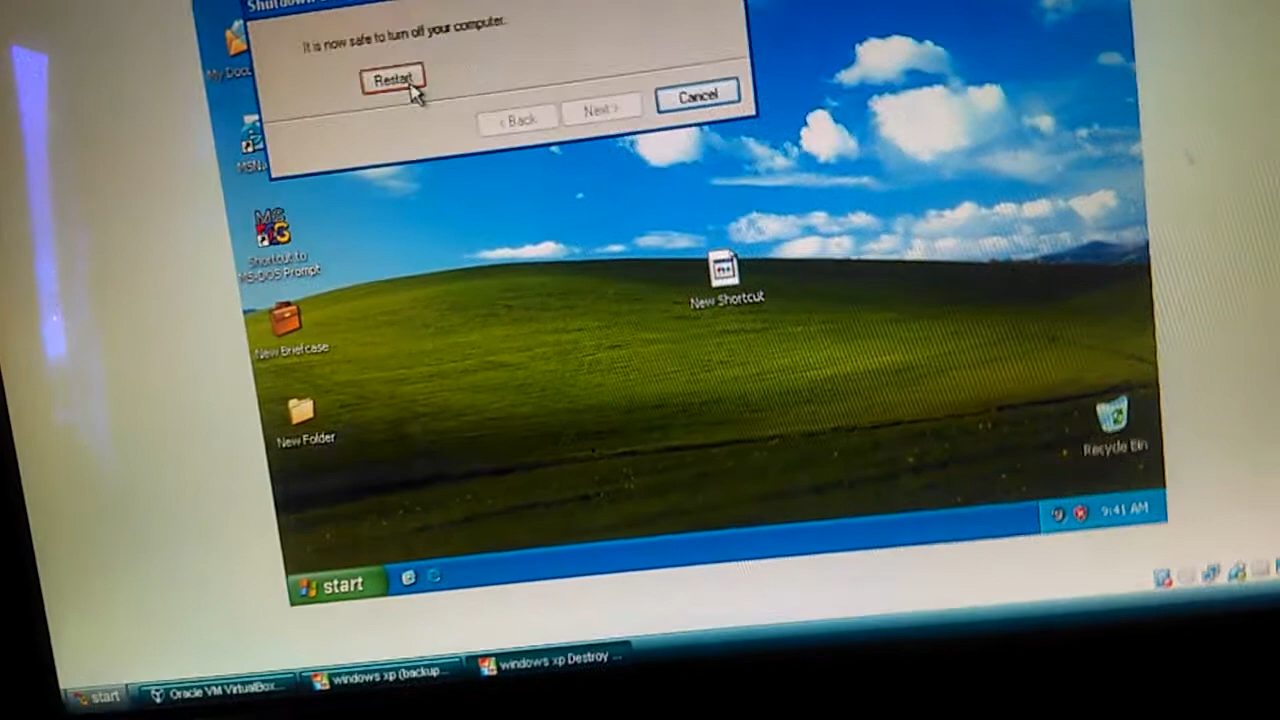 Shutdown
It is now safe to turn off your computer.
Restart
< Back
Next >
Cancel
My Docu
MSN
Shortcut to
MS-DOS Prompt
New Briefcase
New Folder
New Shortcut
Recycle Bin
start
9:41 AM
start
Oracle VM VirtualBox...
windows xp (backup...
windows xp Destroy ...